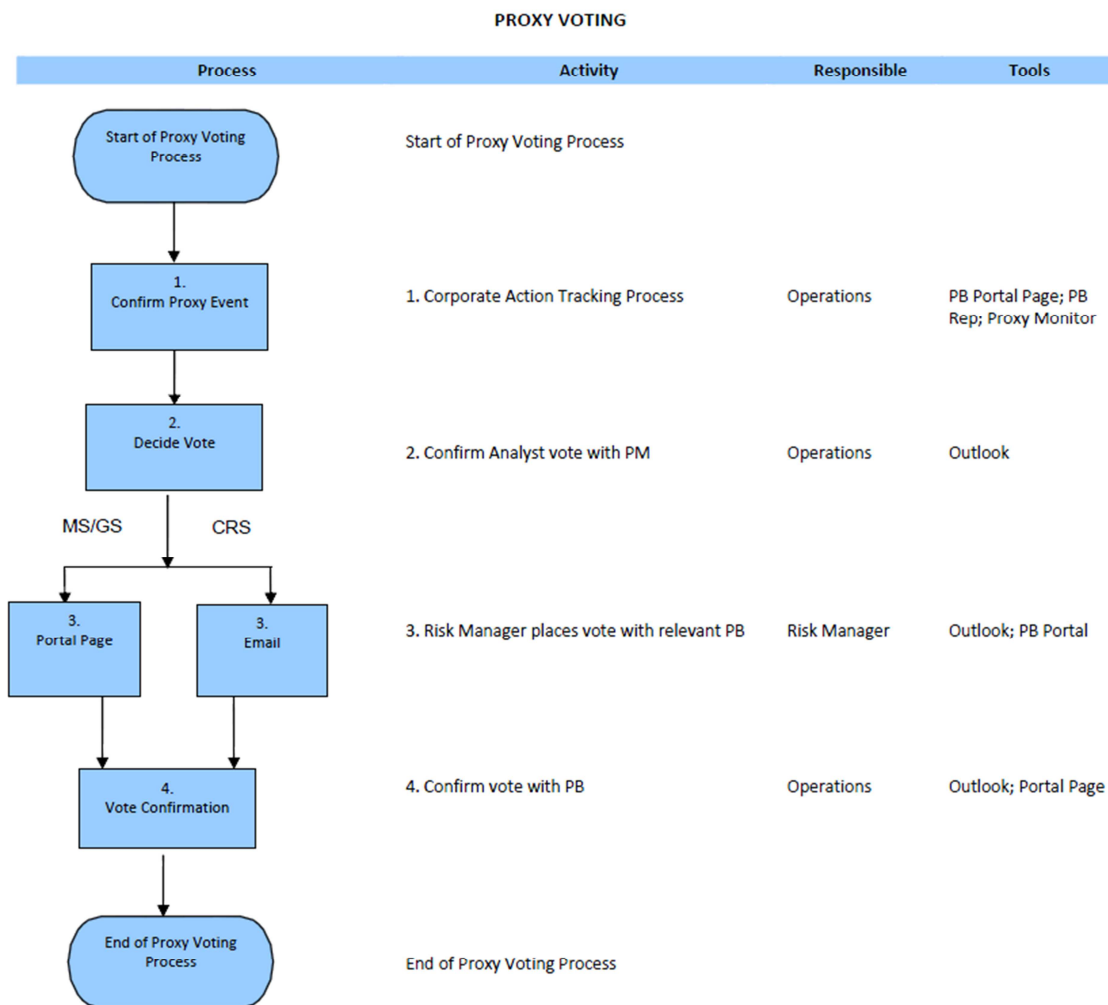 PROXY VOTING
Process Activity Responsible Tools
Start of Proxy Voting
Process
Start of Proxy Voting Process
1.
Confirm Proxy Event
1. Corporate Action Tracking Process
Operations
PB Portal Page; PB
Rep; Proxy Monitor
2.
Decide Vote
2. Confirm Analyst vote with PM
Operations
Outlook
MS/GS
CRS
3.
Portal Page
3.
Email
3. Risk Manager places vote with relevant PB
Risk Manager
Outlook; PB Portal
4.
Vote Confirmation
4. Confirm vote with PB
Operations
Outlook; Portal Page
End of Proxy Voting
Process
End of Proxy Voting Process